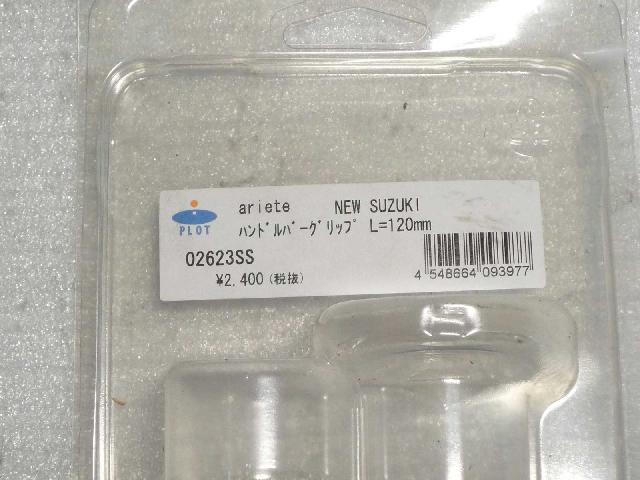 ariete NEW SUZUKI
ﾊﾝﾄﾞﾙﾊﾞｰｸﾞﾘｯﾌﾟ L=120mm
PLOT
02623SS
¥2,400(税抜)
4 548664 093977